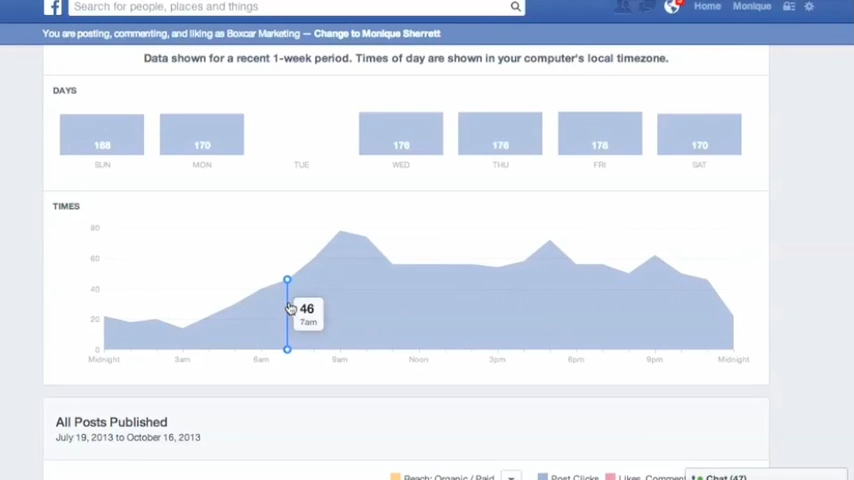 f Search for people, places and things Home Monique
You are posting, commenting, and liking as Boxcar Marketing — Change to Monique Sherrett
Data shown for a recent 1-week period. Times of day are shown in your computer's local timezone.
DAYS
168 170 176 176 178 170
SUN MON TUE WED THU FRI SAT
TIMES
80
60
40
20
0
46
7am
Midnight 3am 6am 9am Noon 3pm 6pm 9pm Midnight
All Posts Published
July 19, 2013 to October 16, 2013
Reach: Organic / Paid Post Clicks Likes, Commen Chat (47)